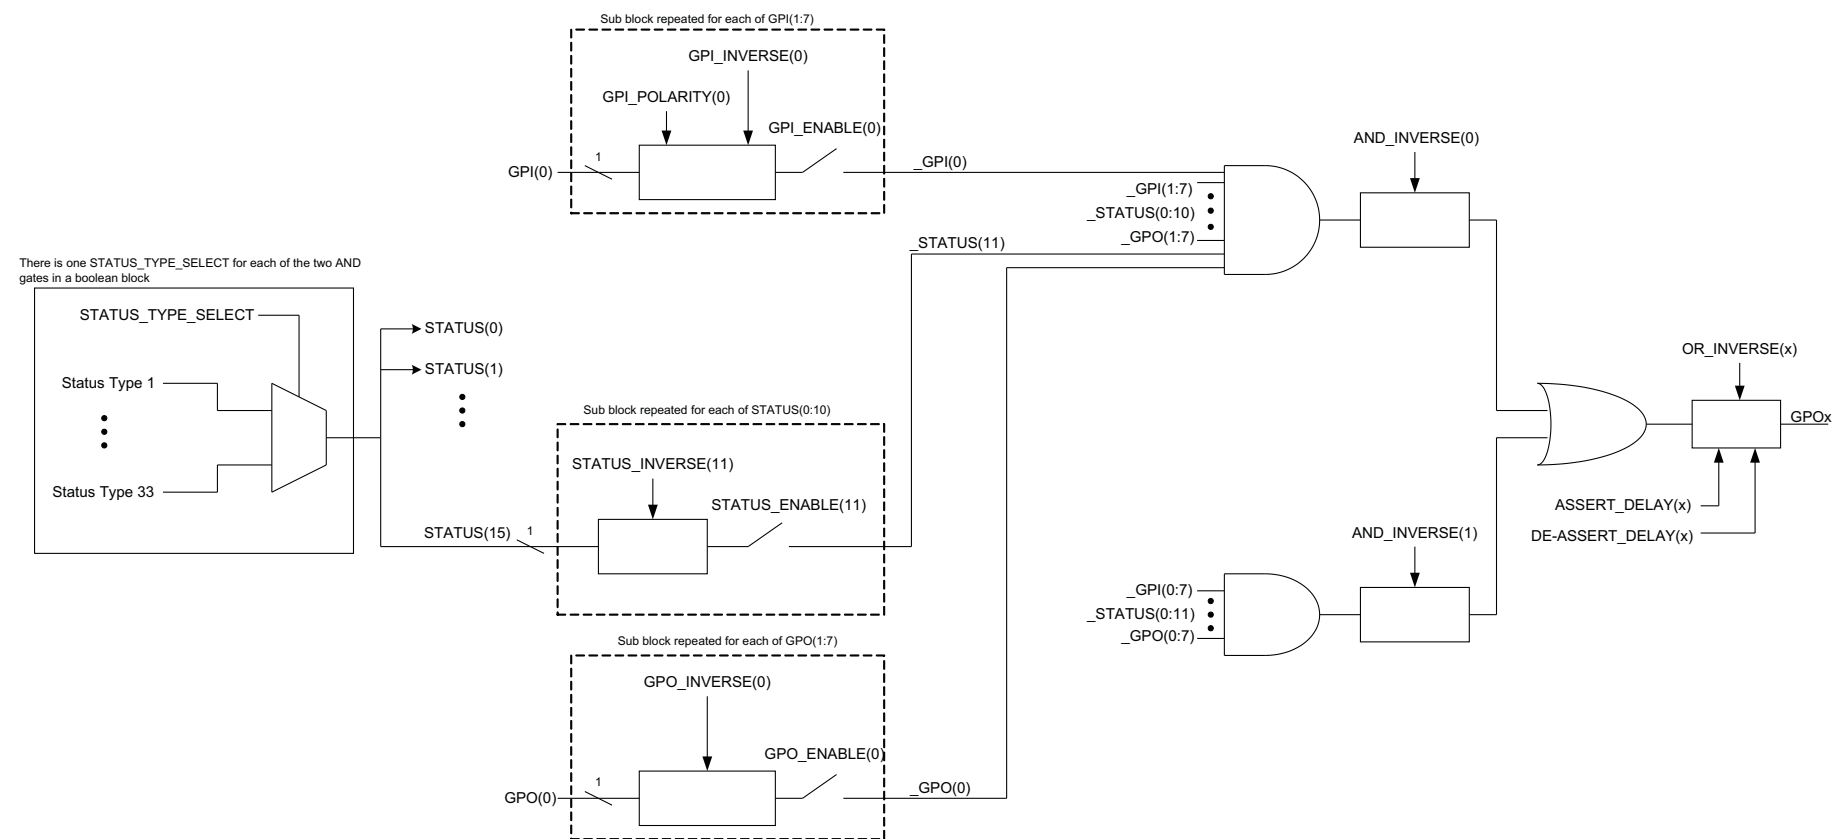 Sub block repeated for each of GPI(1:7)
GPI_INVERSE(0)
GPI_POLARITY(0)
GPI_ENABLE(0)
1
GPI(0)
_GPI(0)
_GPI(1:7)
_STATUS(0:10)
_GPO(1:7)
_STATUS(11)
AND_INVERSE(0)
There is one STATUS_TYPE_SELECT for each of the two AND
gates in a boolean block
STATUS_TYPE_SELECT
Status Type 1
Status Type 33
STATUS(0)
STATUS(1)
Sub block repeated for each of STATUS(0:10)
STATUS_INVERSE(11)
STATUS_ENABLE(11)
STATUS(15)
1
OR_INVERSE(x)
GPOx
ASSERT_DELAY(x)
DE-ASSERT_DELAY(x)
AND_INVERSE(1)
_GPI(0:7)
_STATUS(0:11)
_GPO(0:7)
Sub block repeated for each of GPO(1:7)
GPO_INVERSE(0)
GPO_ENABLE(0)
1
GPO(0)
_GPO(0)